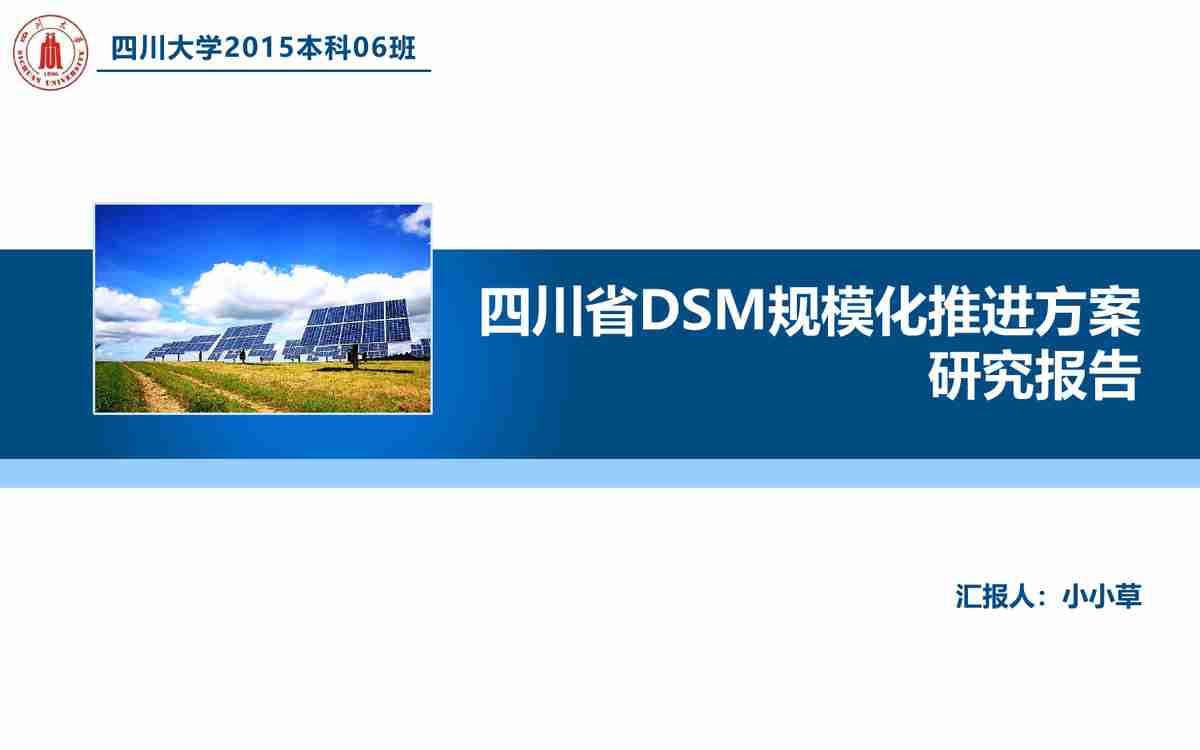 四川大学
1896
SICHUAN UNIVERSITY
四川大学2015本科06班
四川省DSM规模化推进方案
研究报告
汇报人：小小草